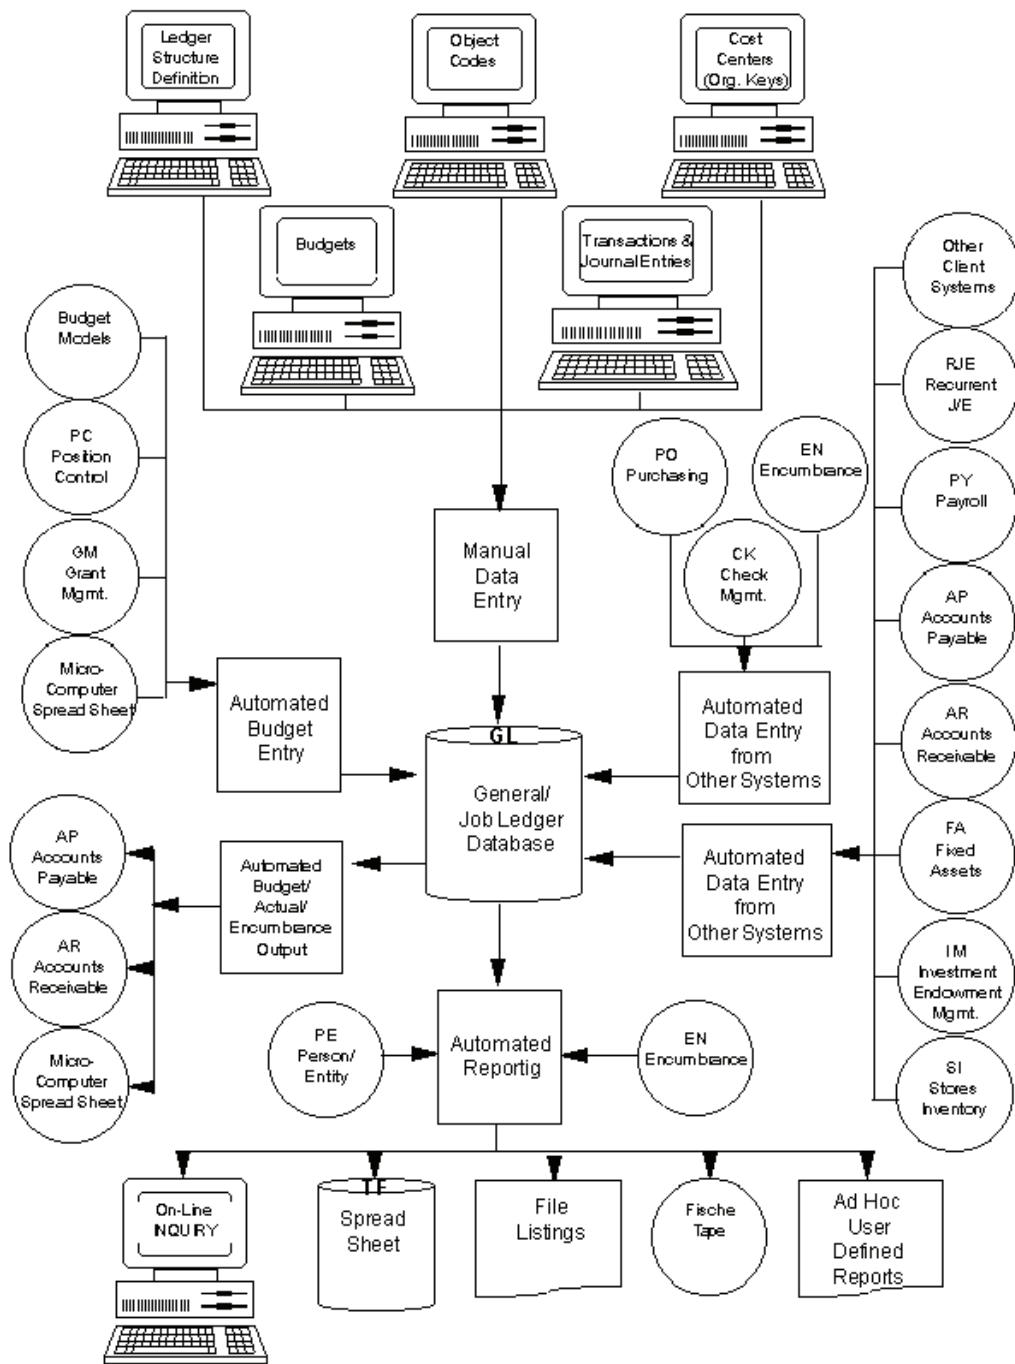 Ledger
Structure
Definition
Object
Codes
Cost
Centers
(Org. Keys)
Budgets
Transactions &
Journal Entries
Other
Client
Systems
Budget
Models
RJE
Recurrent
J/E
PC
Position
Control
PO
Purchasing
EN
Encumbrance
PY
Payroll
GM
Grant
Mgmt.
Manual
Data
Entry
CK
Check
Mgmt.
AP
Accounts
Payable
Micro-
Computer
Spread Sheet
Automated
Budget
Entry
GL
General/
Job Ledger
Database
Automated
Data Entry
from
Other Systems
AR
Accounts
Receivable
AP
Accounts
Payable
Automated
Budget/
Actual/
Encumbrance
Output
Automated
Data Entry
from
Other Systems
FA
Fixed
Assets
AR
Accounts
Receivable
IM
Investment
Endowment
Mgmt.
Micro-
Computer
Spread Sheet
PE
Person/
Entity
Automated
Reportig
EN
Encumbrance
SI
Stores
Inventory
On-Line
INQUIRY
TF
Spread
Sheet
File
Listings
Fische
Tape
Ad Hoc
User
Defined
Reports